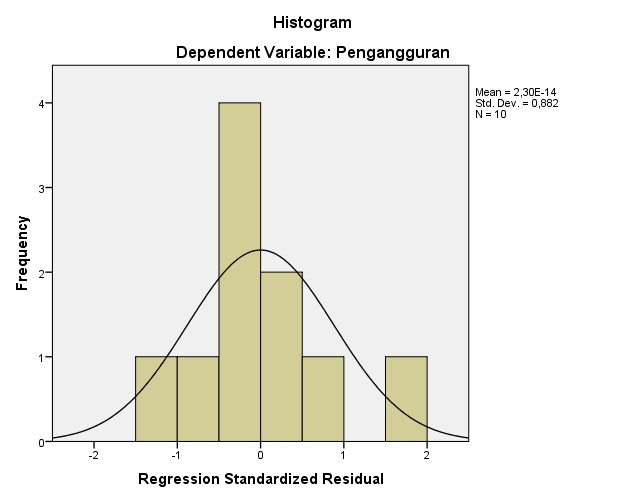 Histogram
Dependent Variable: Pengangguran
Mean = 2,30E-14
Std. Dev. = 0,882
N = 10
Frequency
4
3
2
1
0
-2 -1 0 1 2
Regression Standardized Residual